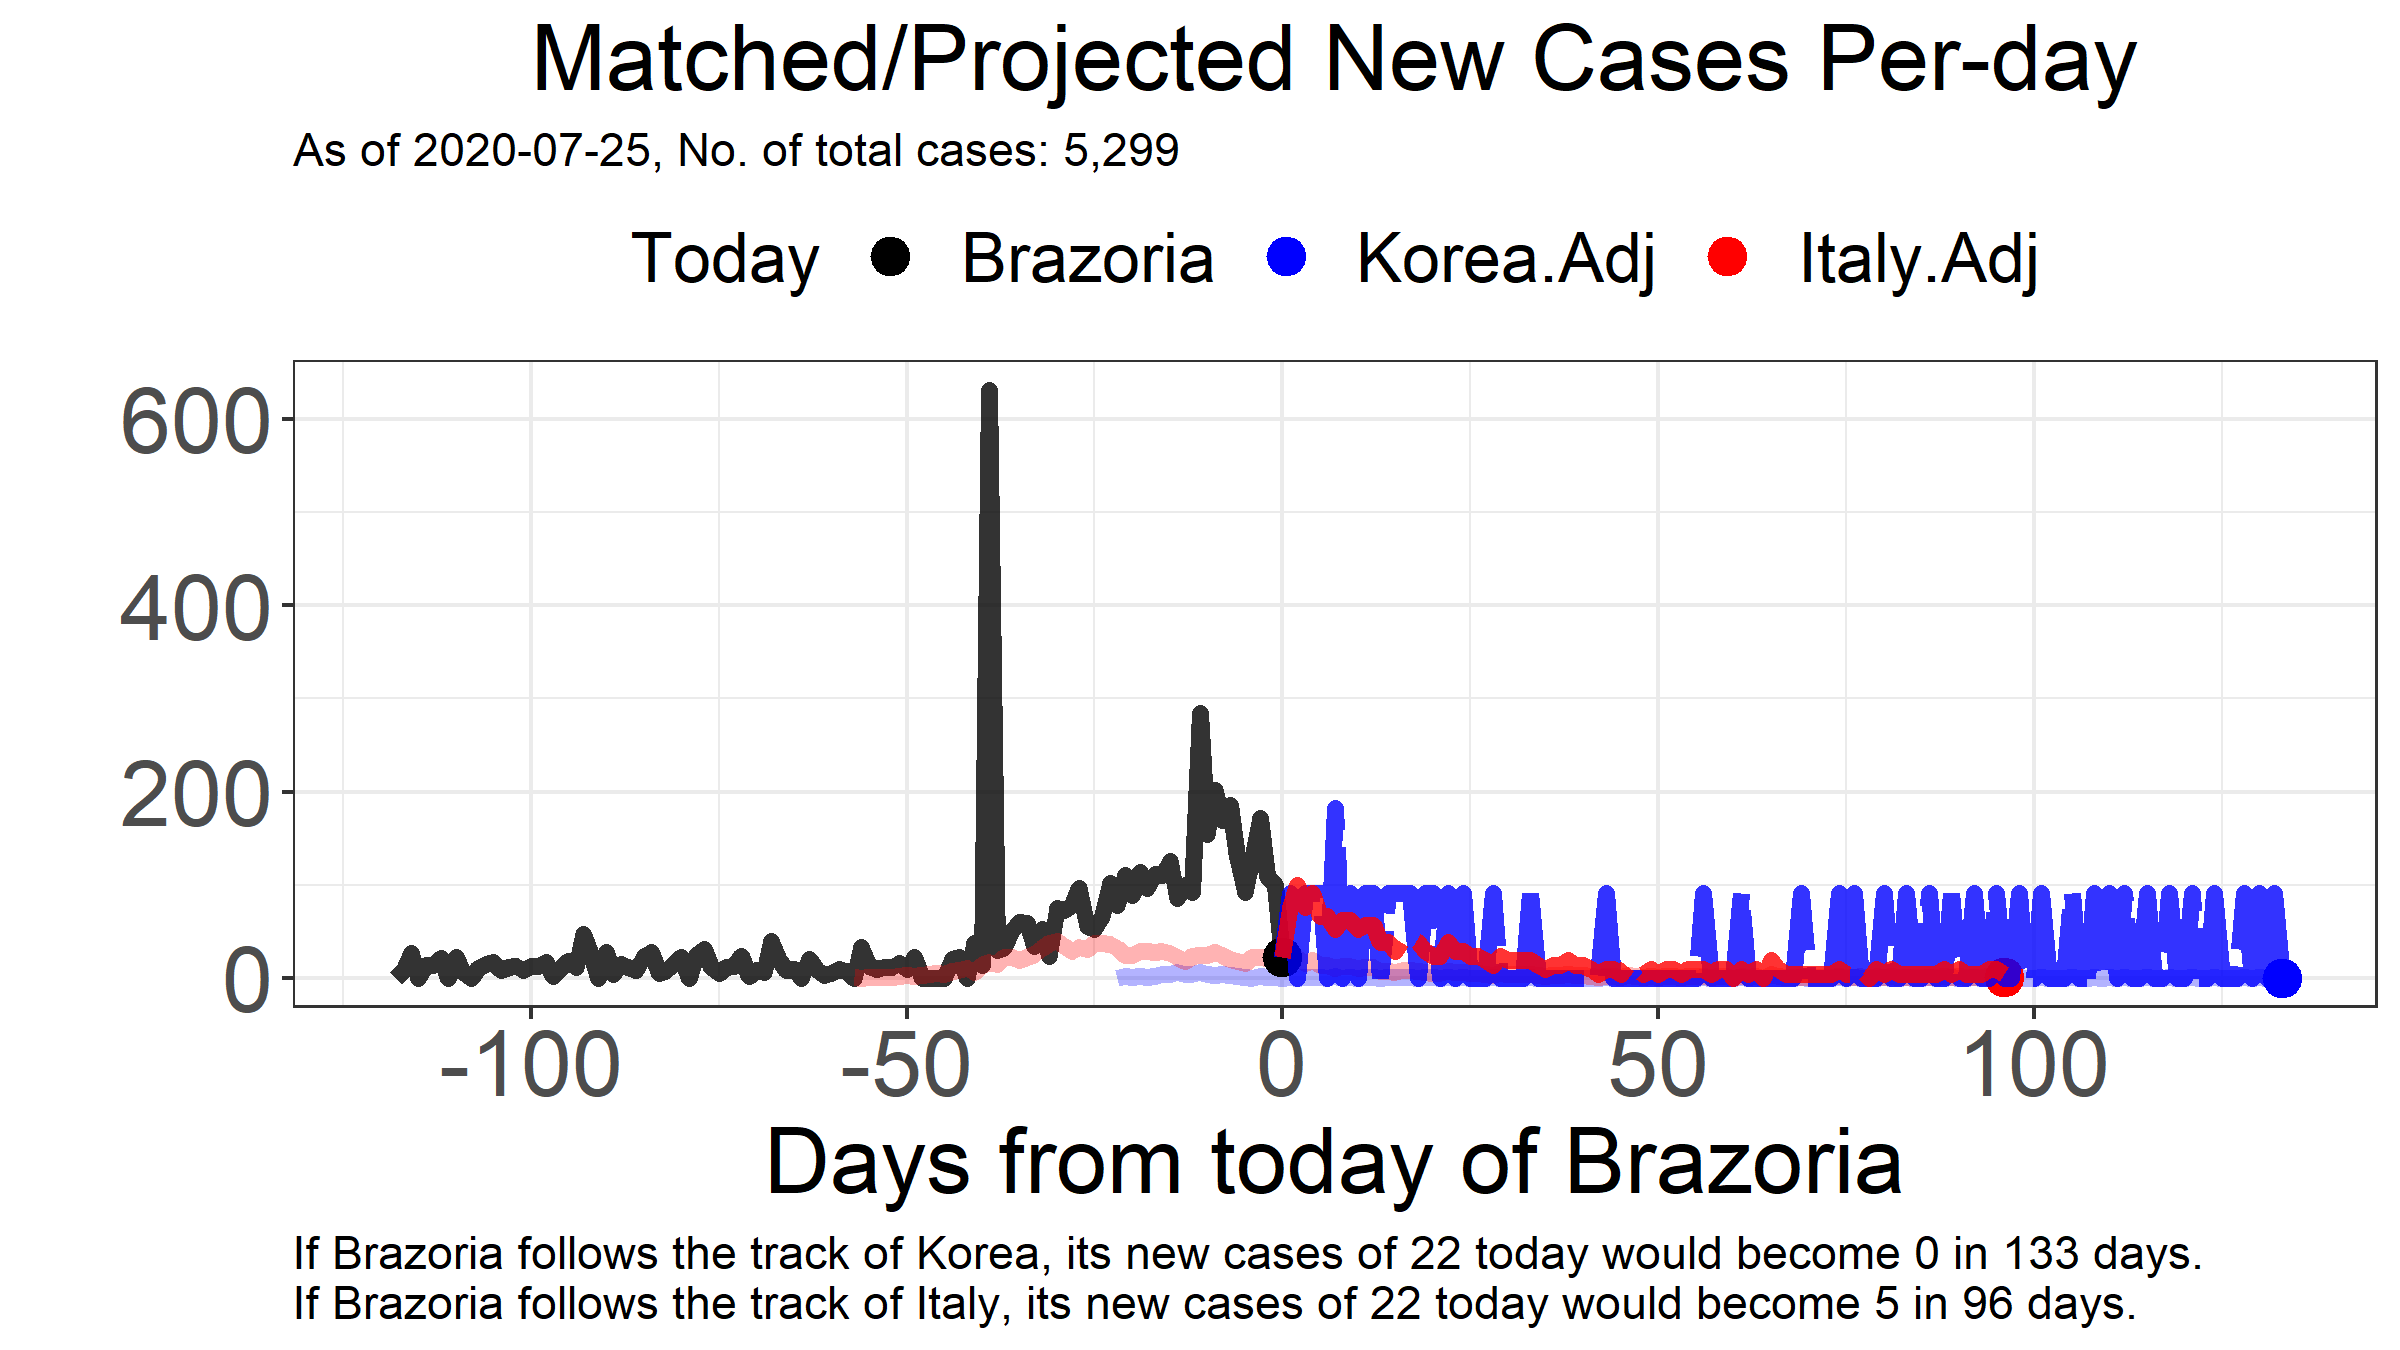 Matched/Projected New Cases Per-day
As of 2020-07-25, No. of total cases: 5,299
Today Brazoria Korea.Adj Italy.Adj
600
400
200
0
-100 -50 0 50 100
Days from today of Brazoria
If Brazoria follows the track of Korea, its new cases of 22 today would become 0 in 133 days.
If Brazoria follows the track of Italy, its new cases of 22 today would become 5 in 96 days.